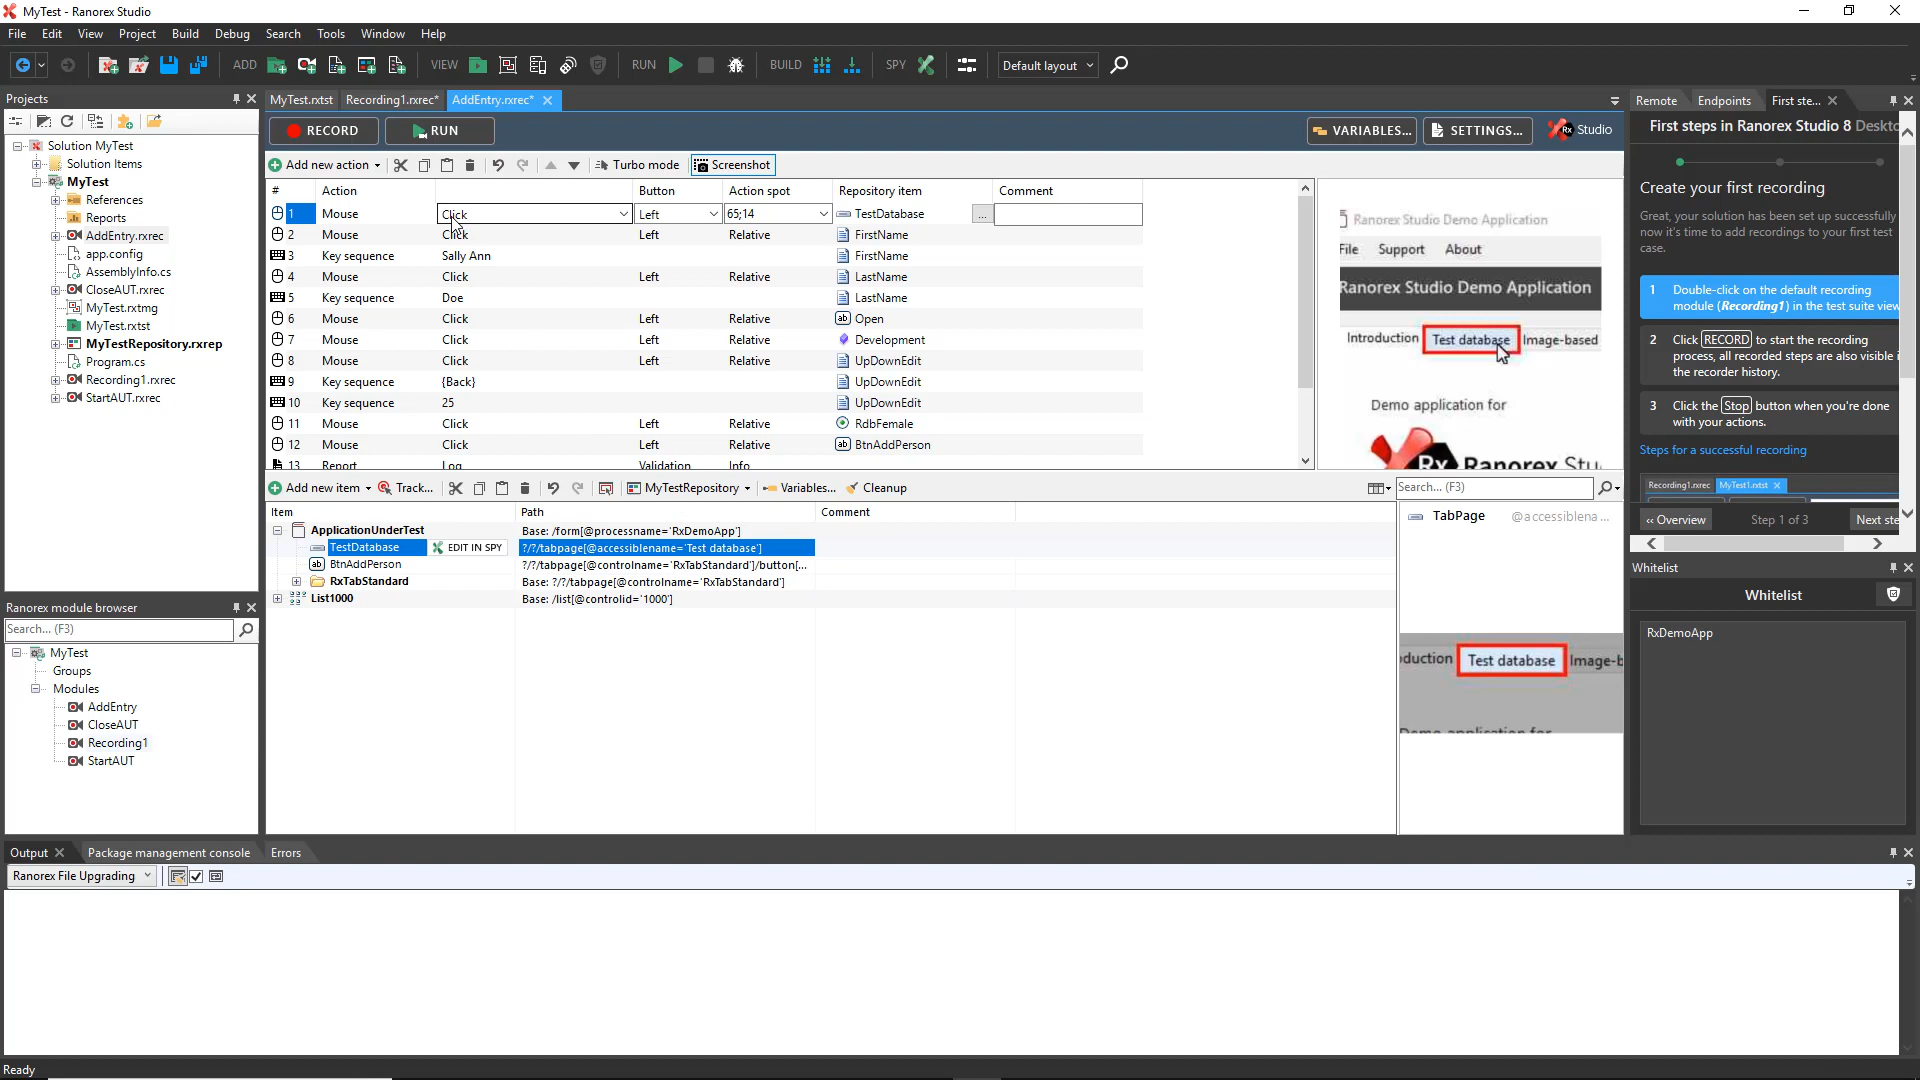 MyTest - Ranorex Studio
File Edit View Project Build Debug Search Tools Window Help
ADD VIEW RUN BUILD SPY Default layout
Projects
Solution MyTest
Solution Items
MyTest
References
Reports
AddEntry.rxrec
app.config
AssemblyInfo.cs
CloseAUT.rxrec
MyTest.rxtmg
MyTest.rxtst
MyTestRepository.rxrep
Program.cs
Recording1.rxrec
StartAUT.rxrec
Ranorex module browser
Search... (F3)
MyTest
Groups
Modules
AddEntry
CloseAUT
Recording1
StartAUT
MyTest.rxtst Recording1.rxrec* AddEntry.rxrec*
RECORD RUN VARIABLES... SETTINGS... Rx Studio
Add new action Turbo mode Screenshot
# Action Button Action spot Repository item Comment
1 Mouse Click Left 65;14 TestDatabase ...
2 Mouse Click Left Relative FirstName
3 Key sequence Sally Ann FirstName
4 Mouse Click Left Relative LastName
5 Key sequence Doe LastName
6 Mouse Click Left Relative ab Open
7 Mouse Click Left Relative Development
8 Mouse Click Left Relative UpDownEdit
9 Key sequence {Back} UpDownEdit
10 Key sequence 25 UpDownEdit
11 Mouse Click Left Relative RdbFemale
12 Mouse Click Left Relative ab BtnAddPerson
13 Report Log Validation Info
Ranorex Studio Demo Application
File Support About
Ranorex Studio Demo Application
Introduction Test database Image-based
Demo application for
Rx Ranorex Stu
Add new item Track... MyTestRepository Variables... Cleanup Search... (F3)
Item Path Comment
ApplicationUnderTest Base: /form[@processname='RxDemoApp']
TestDatabase EDIT IN SPY ?/?/tabpage[@accessiblename='Test database']
ab BtnAddPerson ?/?/tabpage[@controlname='RxTabStandard']/button[...
RxTabStandard Base: ?/?/tabpage[@controlname='RxTabStandard']
List1000 Base: /list[@controlid='1000']
TabPage @accessiblena...
oduction Test database Image-b
Demo application for
Remote Endpoints First ste...
First steps in Ranorex Studio 8 Deskto
Create your first recording
Great, your solution has been set up successfully
now it's time to add recordings to your first test
case.
1 Double-click on the default recording
module (Recording1) in the test suite view
2 Click RECORD to start the recording
process, all recorded steps are also visible i
the recorder history.
3 Click the Stop button when you're done
with your actions.
Steps for a successful recording
Recording1.rxrec MyTest1.rxtst
‹‹ Overview Step 1 of 3 Next ste
Whitelist
Whitelist
RxDemoApp
Output Package management console Errors
Ranorex File Upgrading
Ready